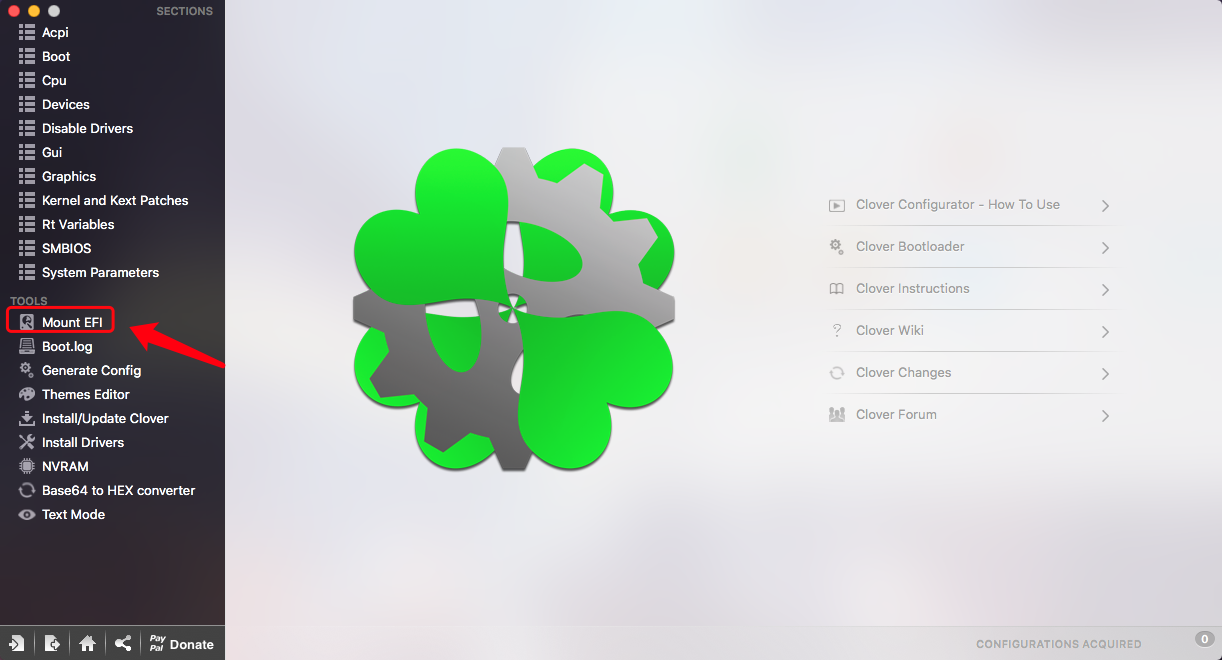 SECTIONS
Acpi
Boot
Cpu
Devices
Disable Drivers
Gui
Graphics
Kernel and Kext Patches
Rt Variables
SMBIOS
System Parameters
TOOLS
Mount EFI
Boot.log
Generate Config
Themes Editor
Install/Update Clover
Install Drivers
NVRAM
Base64 to HEX converter
Text Mode
Pay
Pal
Donate
Clover Configurator - How To Use
Clover Bootloader
Clover Instructions
Clover Wiki
Clover Changes
Clover Forum
CONFIGURATIONS ACQUIRED
0